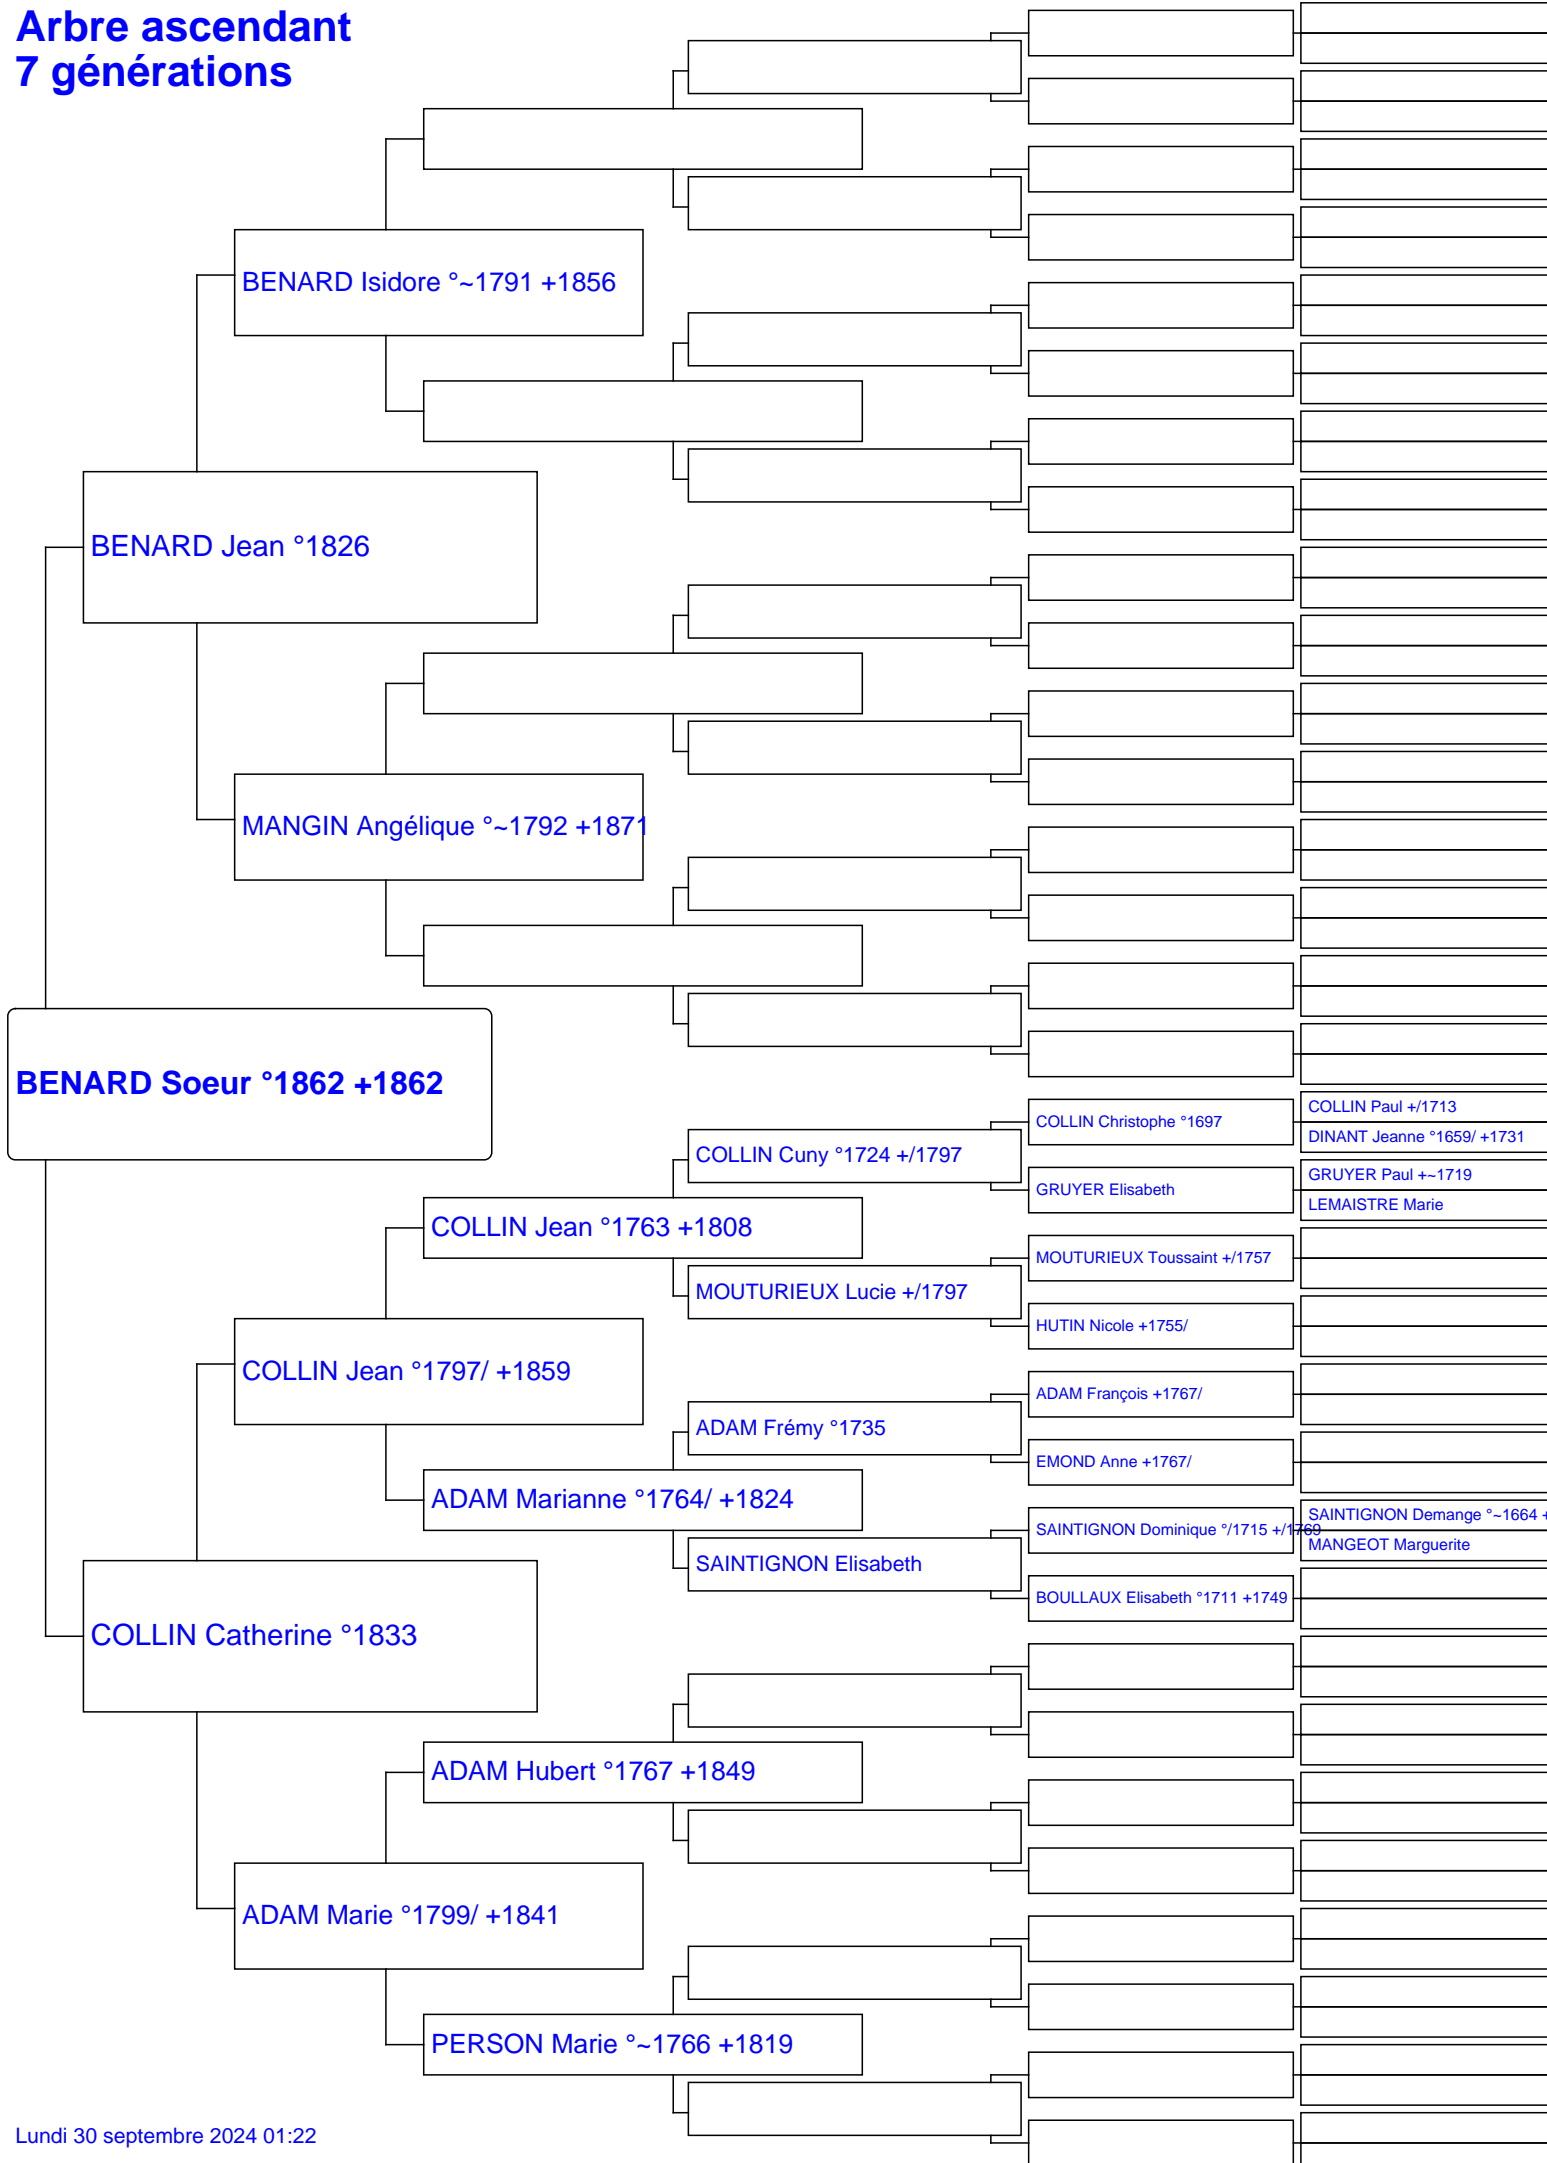 Arbre ascendant
7 générations
BENARD Isidore °~1791 +1856
BENARD Jean °1826
MANGIN Angélique °~1792 +1871
BENARD Soeur °1862 +1862
COLLIN Paul +/1713
COLLIN Christophe °1697
DINANT Jeanne °1659/ +1731
COLLIN Cuny °1724 +/1797
GRUYER Paul +~1719
GRUYER Elisabeth
LEMAISTRE Marie
COLLIN Jean °1763 +1808
MOUTURIEUX Toussaint +/1757
MOUTURIEUX Lucie +/1797
HUTIN Nicole +1755/
COLLIN Jean °1797/ +1859
ADAM François +1767/
ADAM Frémy °1735
EMOND Anne +1767/
ADAM Marianne °1764/ +1824
SAINTIGNON Demange °~1664 +
SAINTIGNON Dominique °/1715 +/1769
MANGEOT Marguerite
SAINTIGNON Elisabeth
BOULLAUX Elisabeth °1711 +1749
COLLIN Catherine °1833
ADAM Hubert °1767 +1849
ADAM Marie °1799/ +1841
PERSON Marie °~1766 +1819
Lundi 30 septembre 2024 01:22